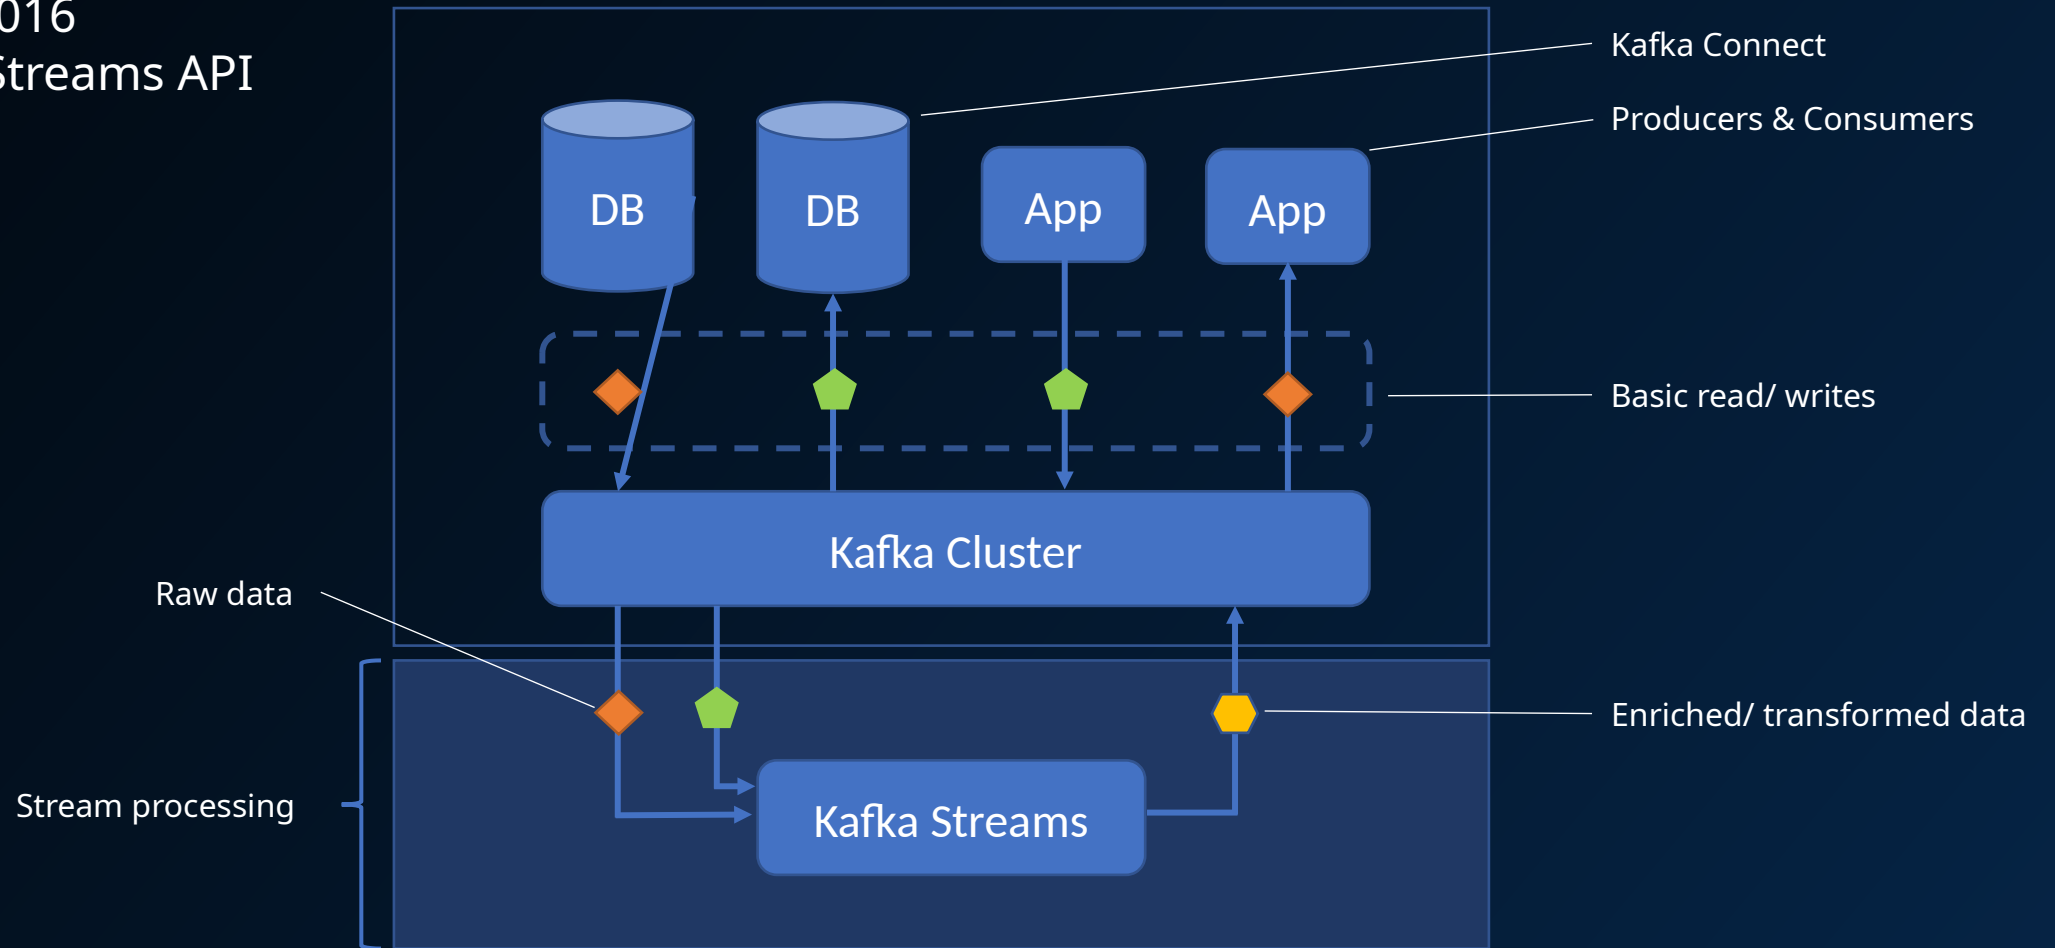 016
Streams API
Kafka Connect
Producers & Consumers
DB
DB
App
App
Basic read/ writes
Kafka Cluster
Raw data
Enriched/ transformed data
Stream processing
Kafka Streams